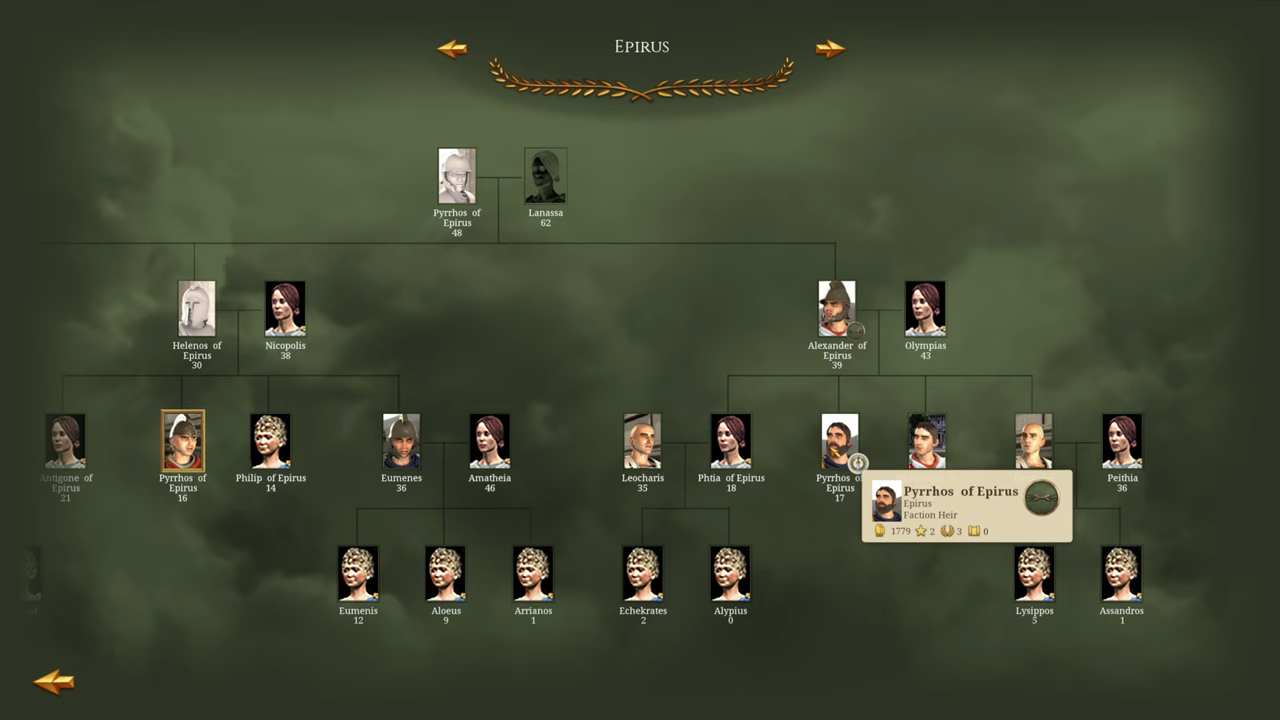 EPIRUS
Pyrrhos of
Epirus
48
Lanassa
62
Helenos of
Epirus
30
Nicopolis
38
Alexander of
Epirus
39
Olympias
43
Antigone of
Epirus
21
Pyrrhos of
Epirus
16
Philip of Epirus
14
Eumenes
36
Amatheia
46
Leocharis
35
Phtia of Epirus
18
Pyrrhos of
Epirus
17
Peithia
36
Pyrrhos of Epirus
Epirus
Faction Heir
1779 2 3 0
Eumenis
12
Aloeus
9
Arrianos
1
Echekrates
2
Alypius
0
Lysippos
5
Assandros
1